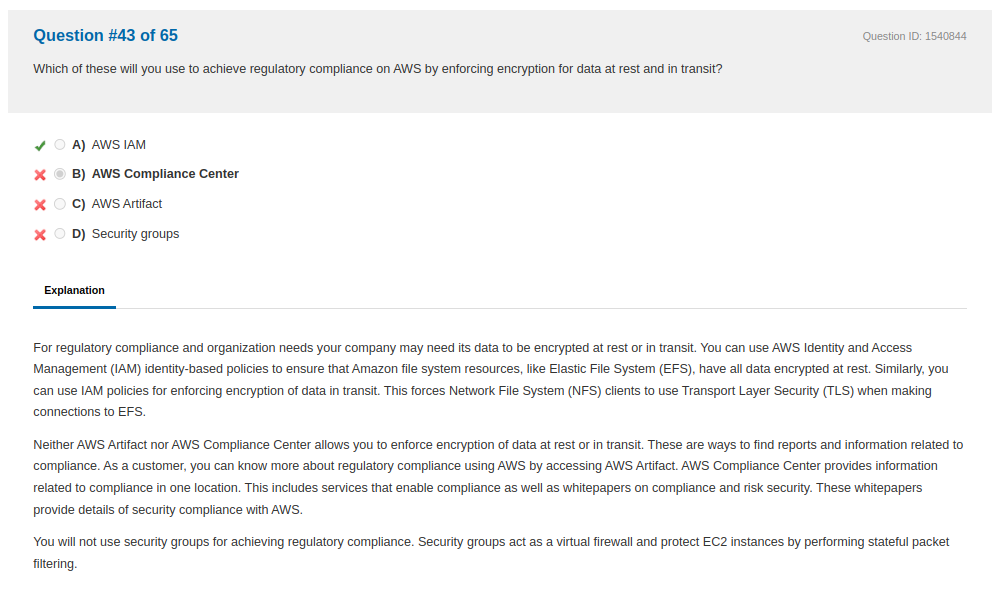 Question #43 of 65
Question ID: 1540844
Which of these will you use to achieve regulatory compliance on AWS by enforcing encryption for data at rest and in transit?
A) AWS IAM
B) AWS Compliance Center
C) AWS Artifact
D) Security groups
Explanation
For regulatory compliance and organization needs your company may need its data to be encrypted at rest or in transit. You can use AWS Identity and Access
Management (IAM) identity-based policies to ensure that Amazon file system resources, like Elastic File System (EFS), have all data encrypted at rest. Similarly, you
can use IAM policies for enforcing encryption of data in transit. This forces Network File System (NFS) clients to use Transport Layer Security (TLS) when making
connections to EFS.
Neither AWS Artifact nor AWS Compliance Center allows you to enforce encryption of data at rest or in transit. These are ways to find reports and information related to
compliance. As a customer, you can know more about regulatory compliance using AWS by accessing AWS Artifact. AWS Compliance Center provides information
related to compliance in one location. This includes services that enable compliance as well as whitepapers on compliance and risk security. These whitepapers
provide details of security compliance with AWS.
You will not use security groups for achieving regulatory compliance. Security groups act as a virtual firewall and protect EC2 instances by performing stateful packet
filtering.